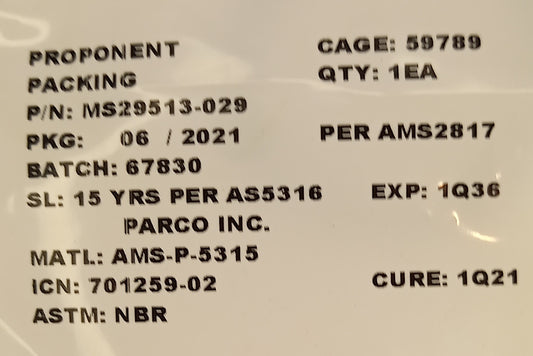 PROPONENT CAGE: 59789
PACKING QTY: 1EA
P/N: MS29513-029
PKG: 06 / 2021 PER AMS2817
BATCH: 67830
SL: 15 YRS PER AS5316 EXP: 1Q36
PARCO INC.
MATL: AMS-P-5315
ICN: 701259-02 CURE: 1Q21
ASTM: NBR